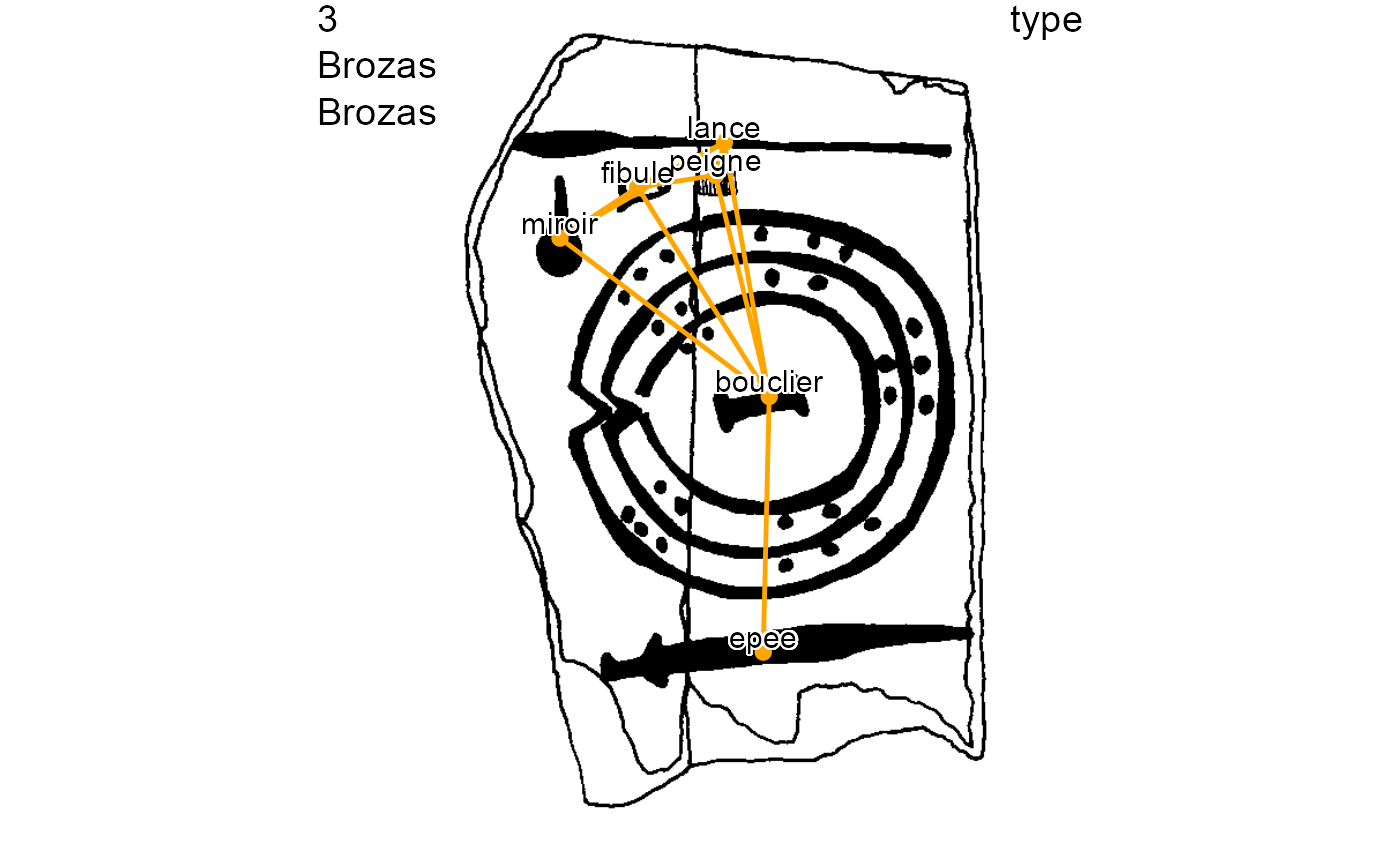 3
Brozas
Brozas
type
lance
peigne
fibule
miroir
bouclier
epee